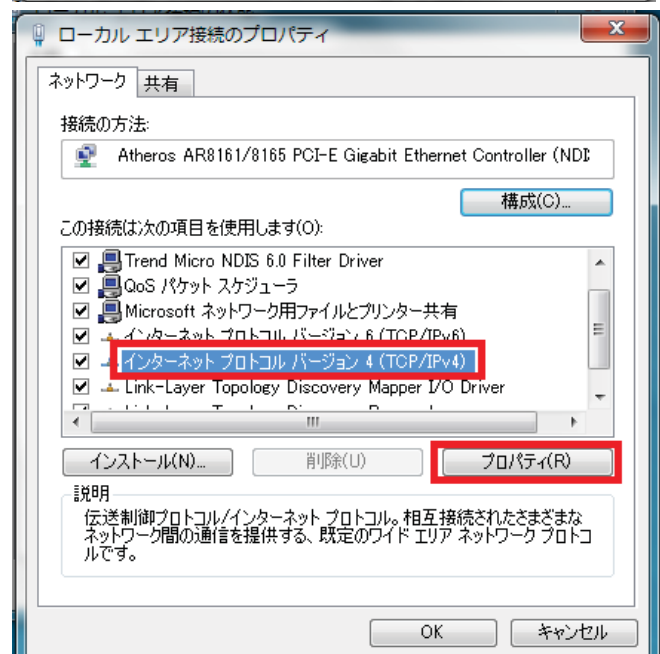 ローカル エリア接続のプロパティ
ネットワーク
共有
接続の方法:
Atheros AR8161/8165 PCI-E Gigabit Ethernet Controller (NDI
構成(C)...
この接続は次の項目を使用します(O):
Trend Micro NDIS 6.0 Filter Driver
QoS パケット スケジューラ
Microsoft ネットワーク用ファイルとプリンター共有
インターネット プロトコル バージョン 6 (TCP/IPv6)
インターネット プロトコル バージョン 4 (TCP/IPv4)
Link-Layer Topology Discovery Mapper I/O Driver
インストール(N)...
削除(U)
プロパティ(R)
説明
伝送制御プロトコル/インターネット プロトコル。相互接続されたさまざまな
ネットワーク間の通信を提供する、既定のワイド エリア ネットワーク プロトコ
ルです。
OK
キャンセル